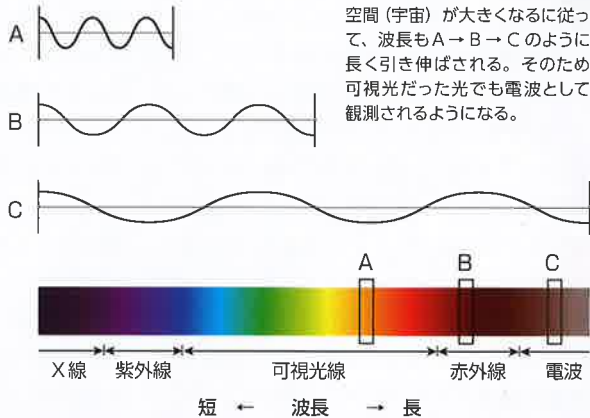 A
B
C
空間（宇宙）が大きくなるに従っ
て、波長もA→B→Cのように
長く引き伸ばされる。そのため
可視光だった光でも電波として
観測されるようになる。
A B C
X線 紫外線 可視光線 赤外線 電波
短 ← 波長 → 長